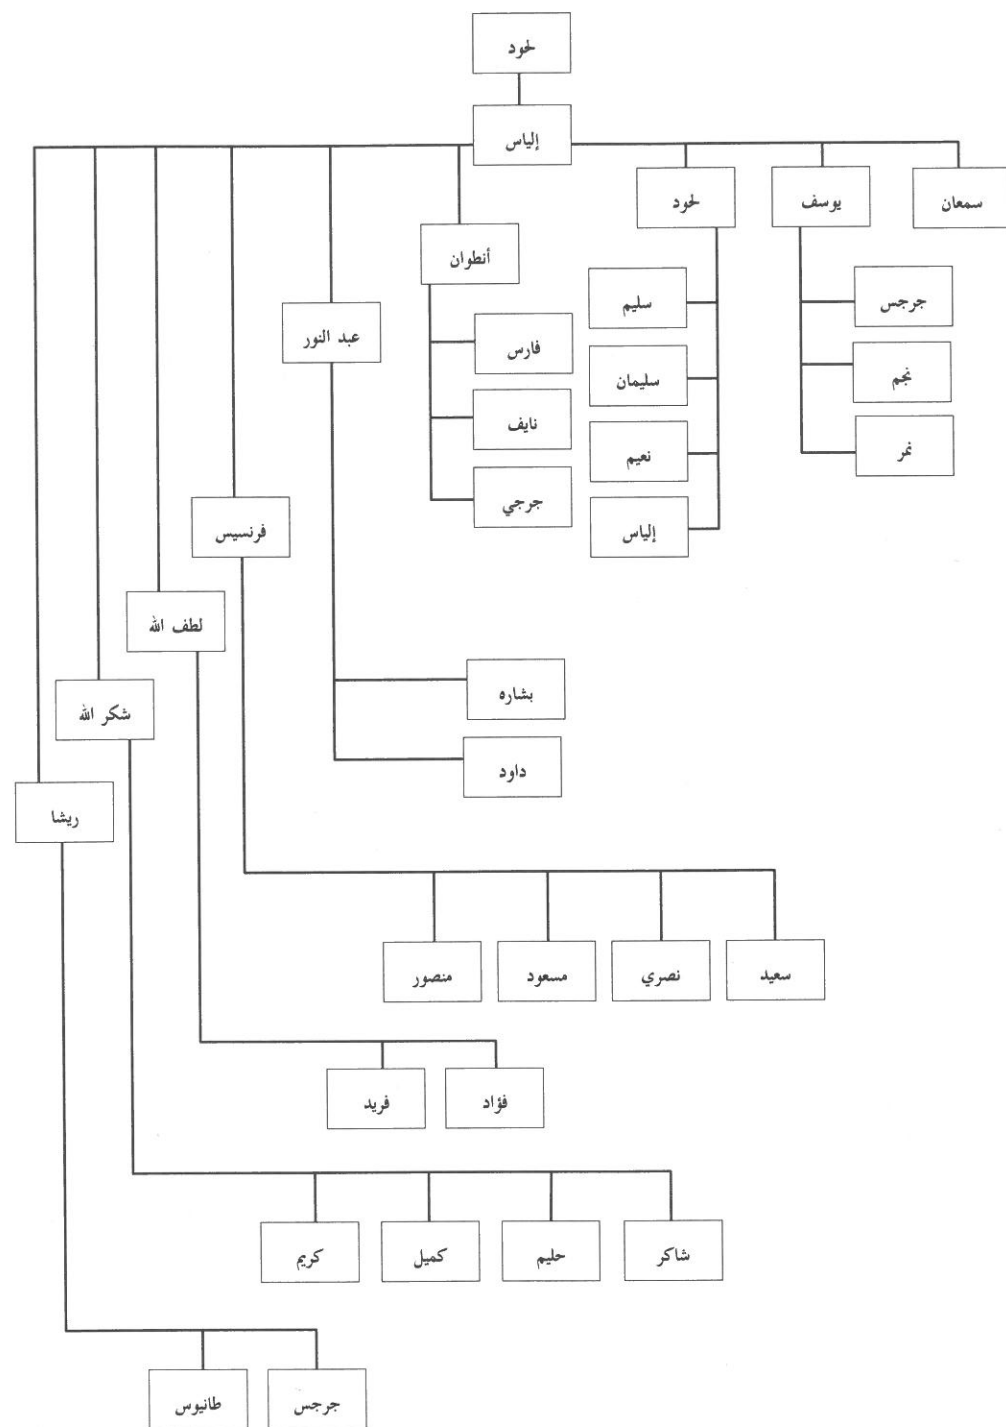 لحود
إلياس
سمعان
يوسف
لحود
أنطوان
جرجس
سليم
عبد النور
فارس
نجم
سليمان
نايف
نمر
نعيم
جرجي
إلياس
فرنسيس
لطف الله
بشاره
شكر الله
داود
ريشا
سعيد
نصري
مسعود
منصور
فؤاد
فريد
شاكر
حليم
كميل
كريم
جرجس
طانيوس